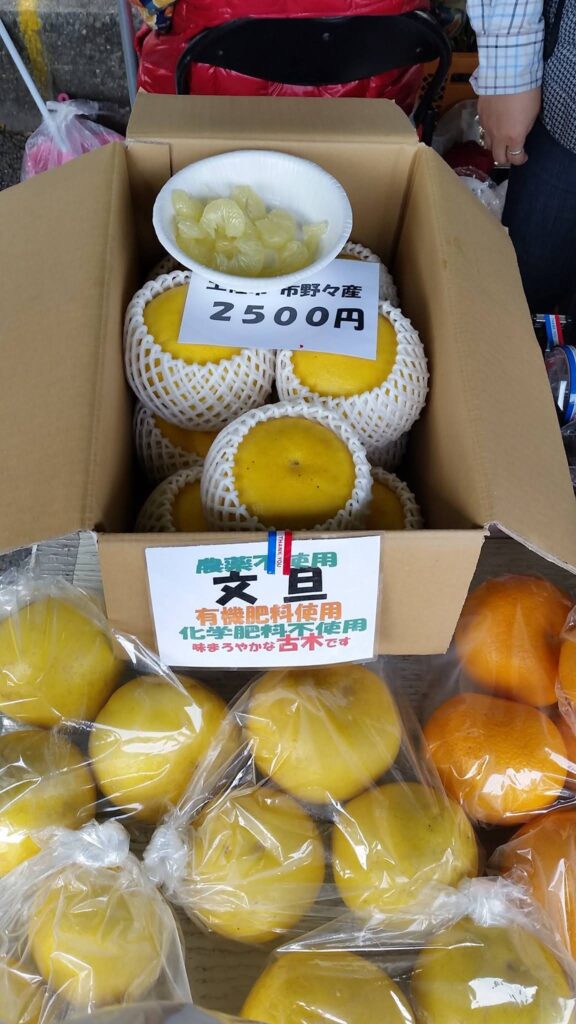 市野々産
2500円
THANK YOU
農薬不使用
文旦
有機肥料使用
化学肥料不使用
味まろやかな古木です